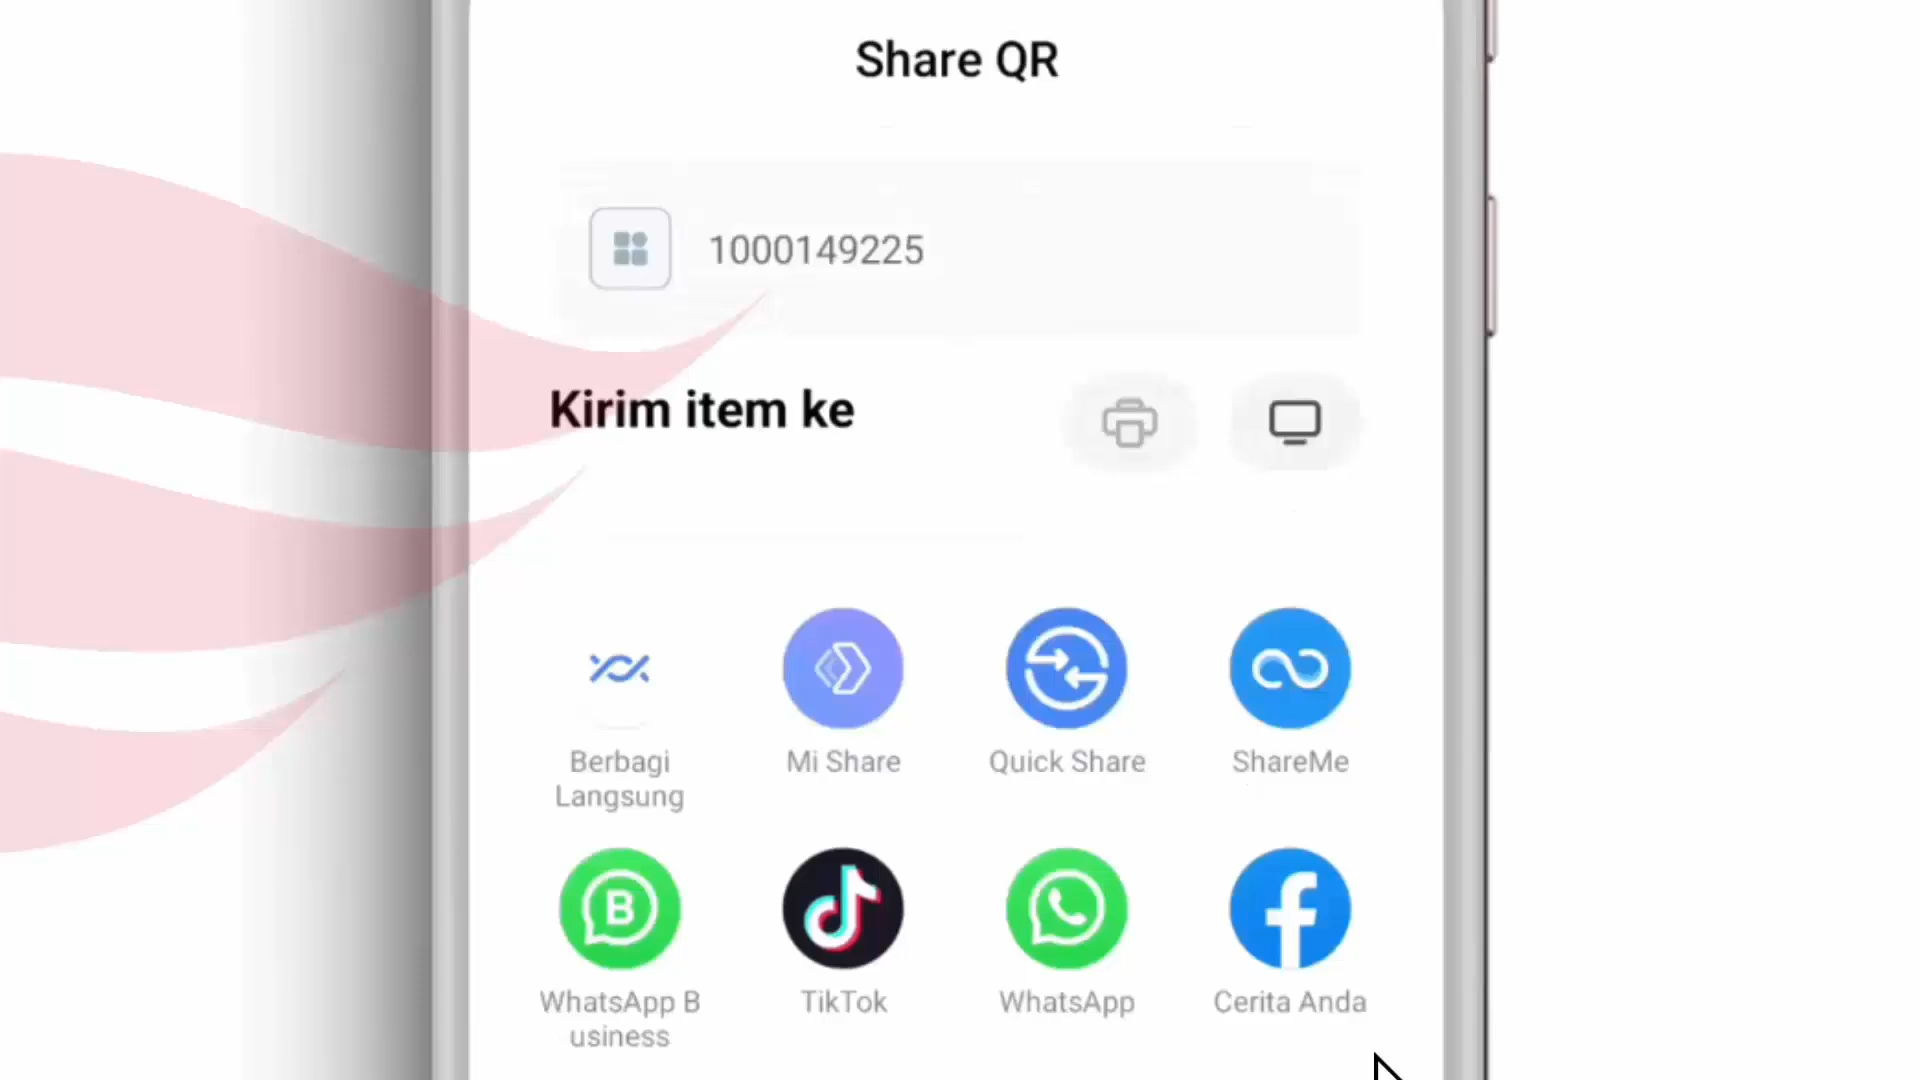 Share QR
1000149225
Kirim item ke
Berbagi
Langsung
Mi Share
Quick Share
ShareMe
B
WhatsApp B
usiness
TikTok
WhatsApp
Cerita Anda